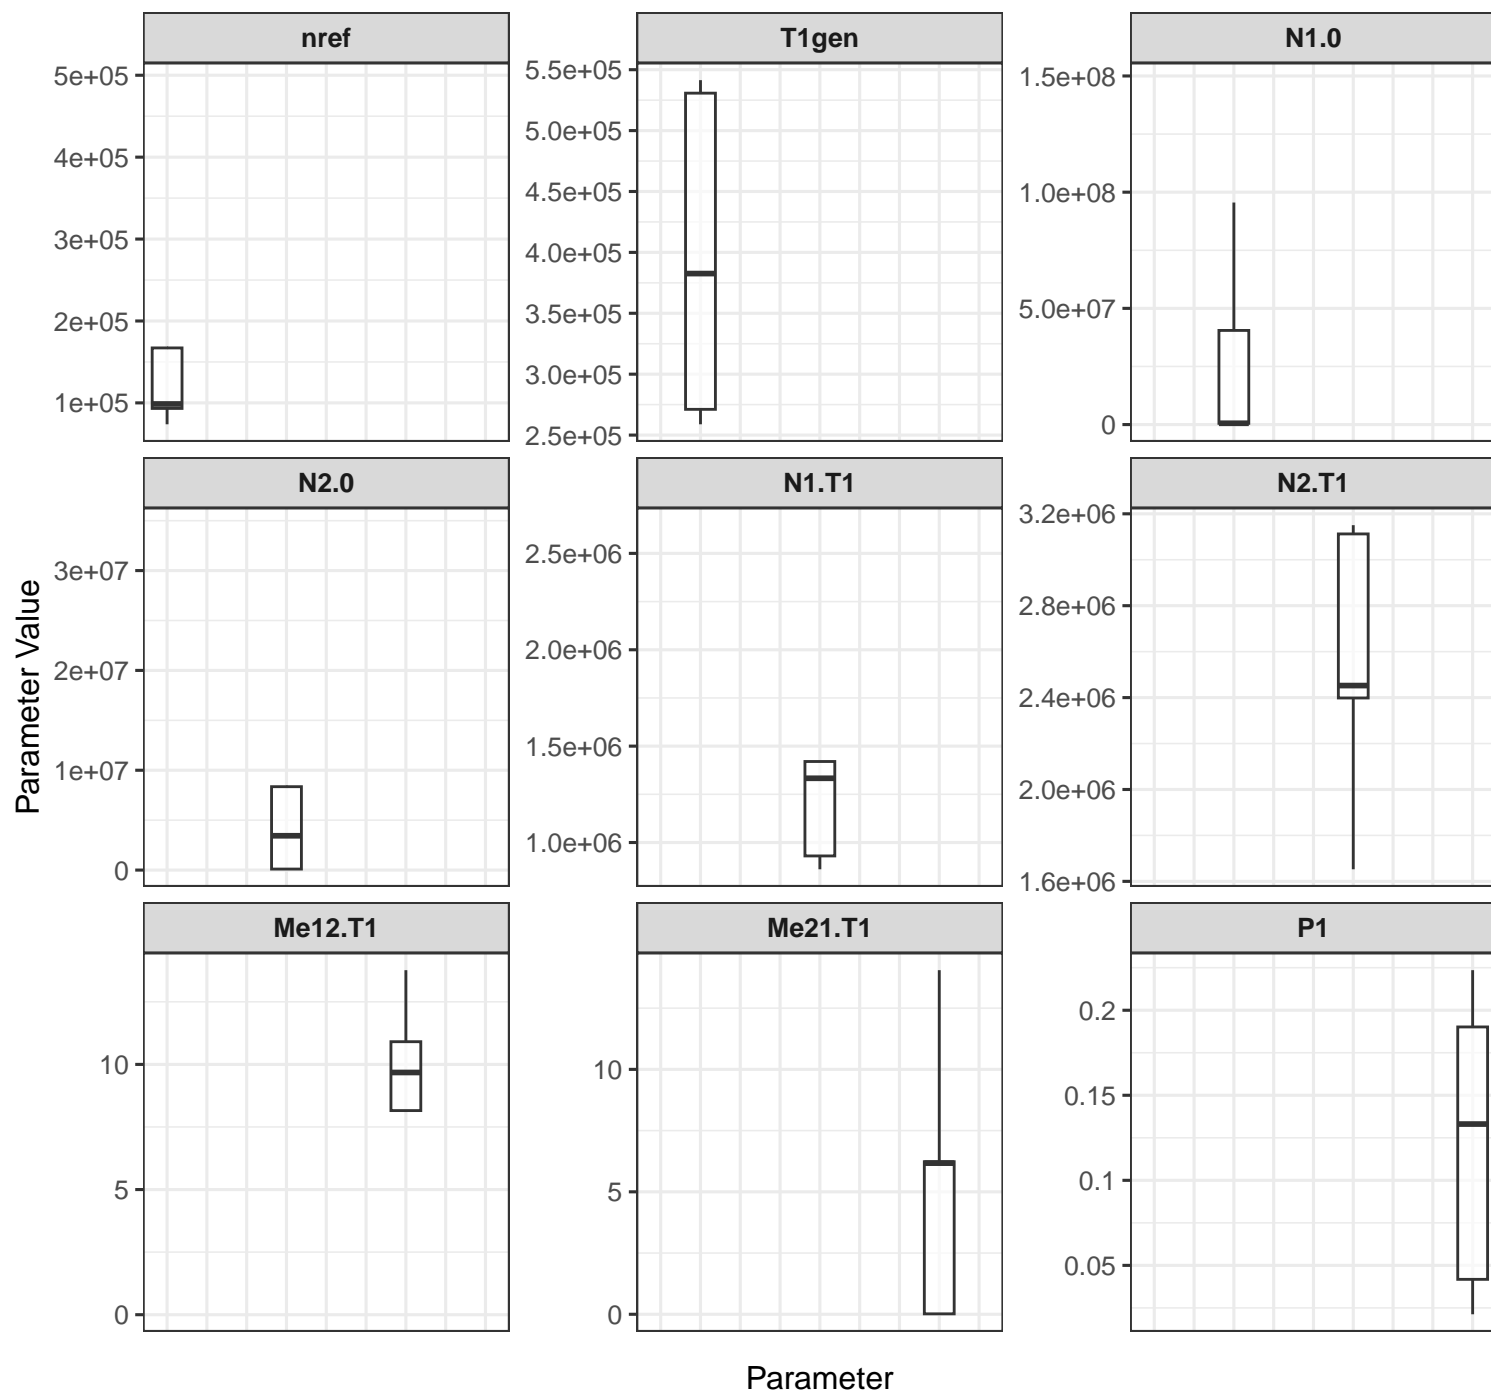 nref
T1gen
N1.0
5e+05
4e+05
3e+05
2e+05
1e+05
5.5e+05
5.0e+05
4.5e+05
4.0e+05
3.5e+05
3.0e+05
2.5e+05
1.5e+08
1.0e+08
5.0e+07
0
N2.0
N1.T1
N2.T1
3e+07
2e+07
1e+07
0
2.5e+06
2.0e+06
1.5e+06
1.0e+06
3.2e+06
2.8e+06
2.4e+06
2.0e+06
1.6e+06
Me12.T1
Me21.T1
P1
10
5
0
10
5
0
0.2
0.15
0.1
0.05
Parameter Value
Parameter